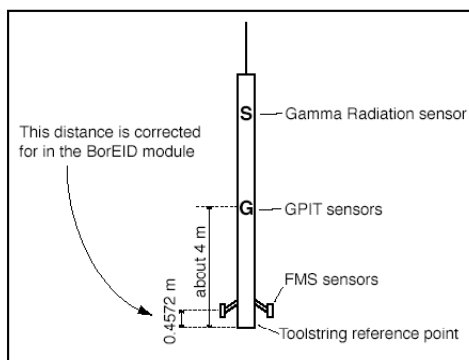 S
Gamma Radiation sensor
This distance is corrected
for in the BorEID module
G
GPIT sensors
about 4 m
FMS sensors
0.4572 m
Toolstring reference point